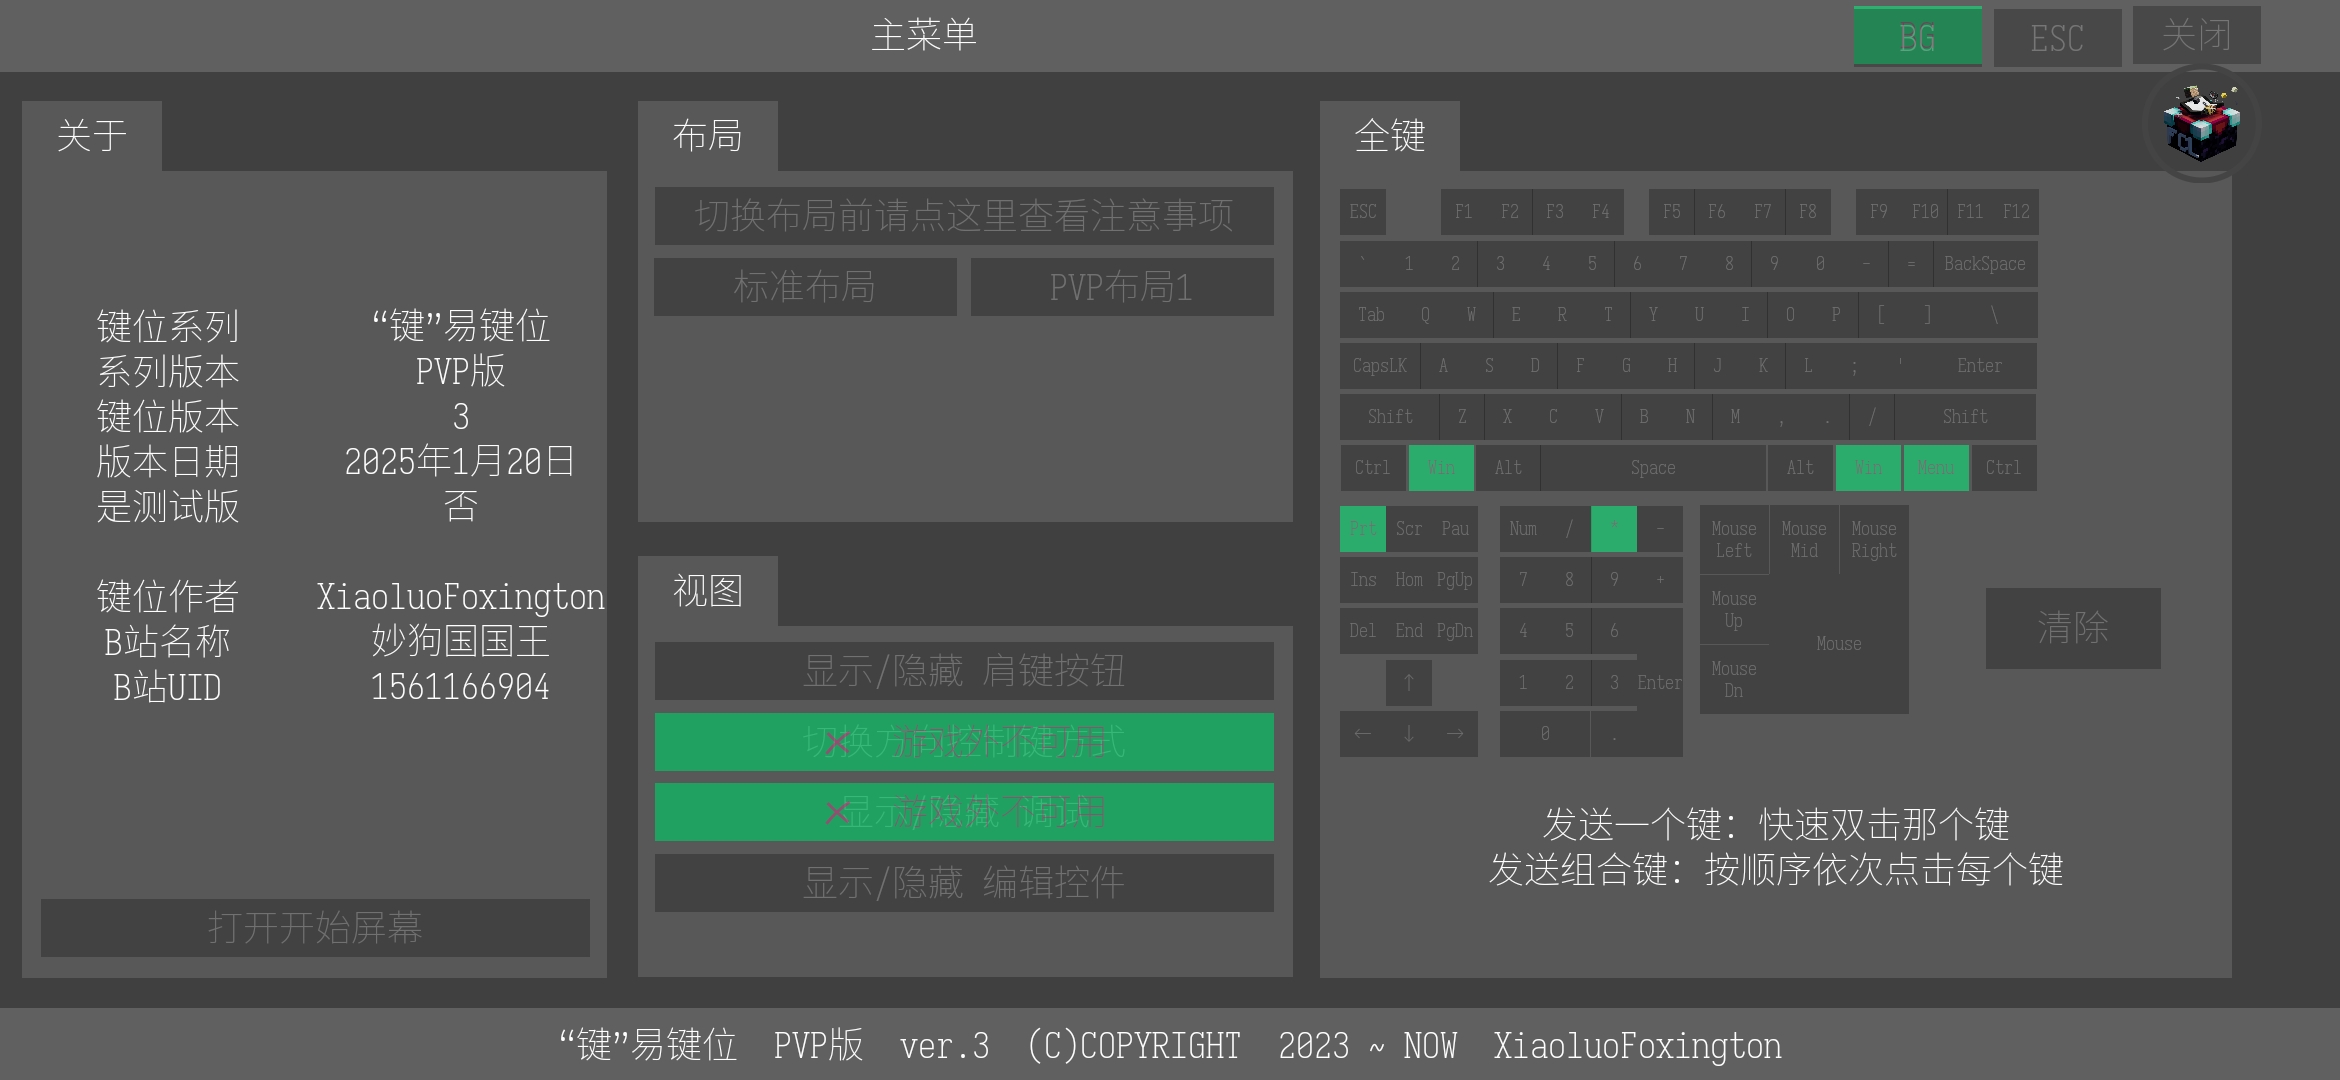 主菜单
BG
ESC
关闭
关于
键位系列 “键”易键位
系列版本 PVP版
键位版本 3
版本日期 2025年1月20日
是测试版 否
键位作者 XiaoluoFoxington
B站名称 妙狗国国王
B站UID 1561166904
打开开始屏幕
布局
切换布局前请点这里查看注意事项
标准布局 PVP布局1
视图
显示/隐藏 肩键按钮
切换方向控制键方式
✕ 游戏外不可用
显示/隐藏 调试
✕ 游戏外不可用
显示/隐藏 编辑控件
全键
ESC F1 F2 F3 F4 F5 F6 F7 F8 F9 F10 F11 F12
` 1 2 3 4 5 6 7 8 9 0 - = BackSpace
Tab Q W E R T Y U I O P [ ] \
CapsLK A S D F G H J K L ; ' Enter
Shift Z X C V B N M , . / Shift
Ctrl Win Alt Space Alt Win Menu Ctrl
Prt Scr Pau
Ins Hom PgUp
Del End PgDn
↑
← ↓ →
Num / * -
7 8 9 +
4 5 6
1 2 3 Enter
0 .
Mouse Left
Mouse Mid
Mouse Right
Mouse Up
Mouse
Mouse Dn
清除
发送一个键: 快速双击那个键
发送组合键: 按顺序依次点击每个键
FCL
“键”易键位 PVP版 ver.3 (C)COPYRIGHT 2023 ~ NOW XiaoluoFoxington